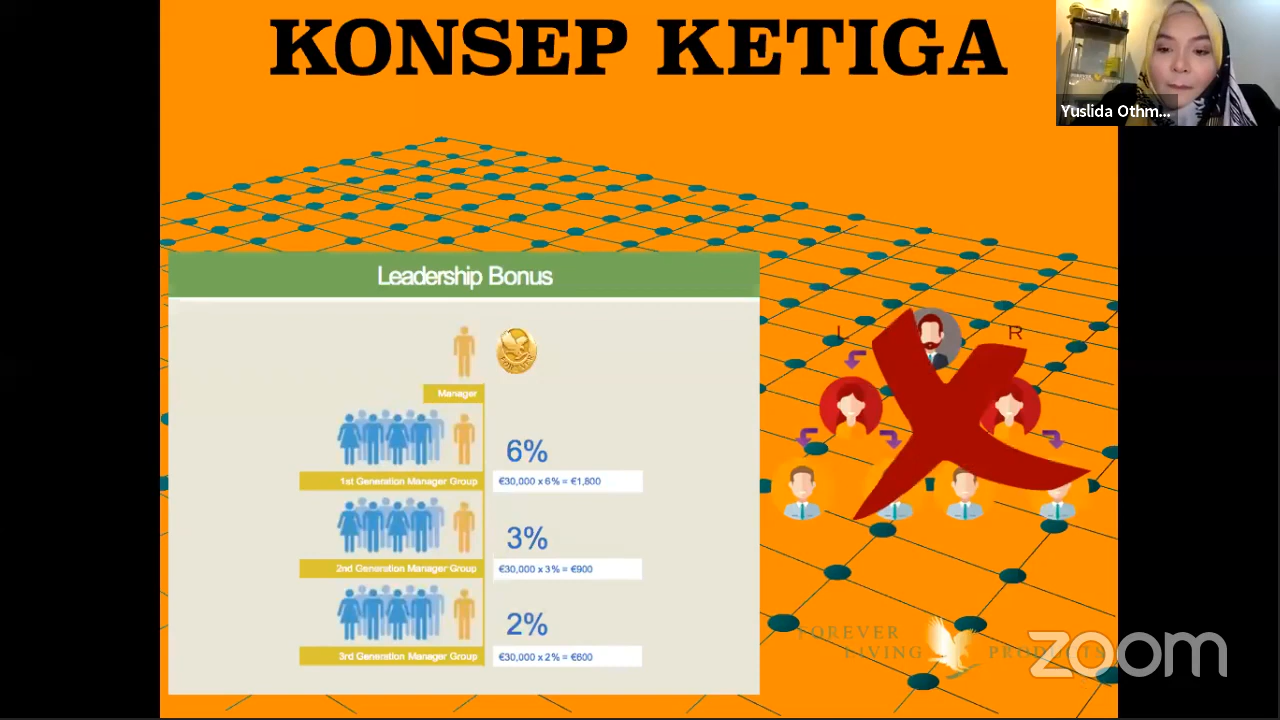 KONSEP KETIGA
Yuslida Othm...
Leadership Bonus
Manager
6%
1st Generation Manager Group
€30,000 x 6% = €1,800
3%
2nd Generation Manager Group
€30,000 x 3% = €900
2%
3rd Generation Manager Group
€30,000 x 2% = €600
L
R
FOREVER
LIVING PRODUCTS
zoom